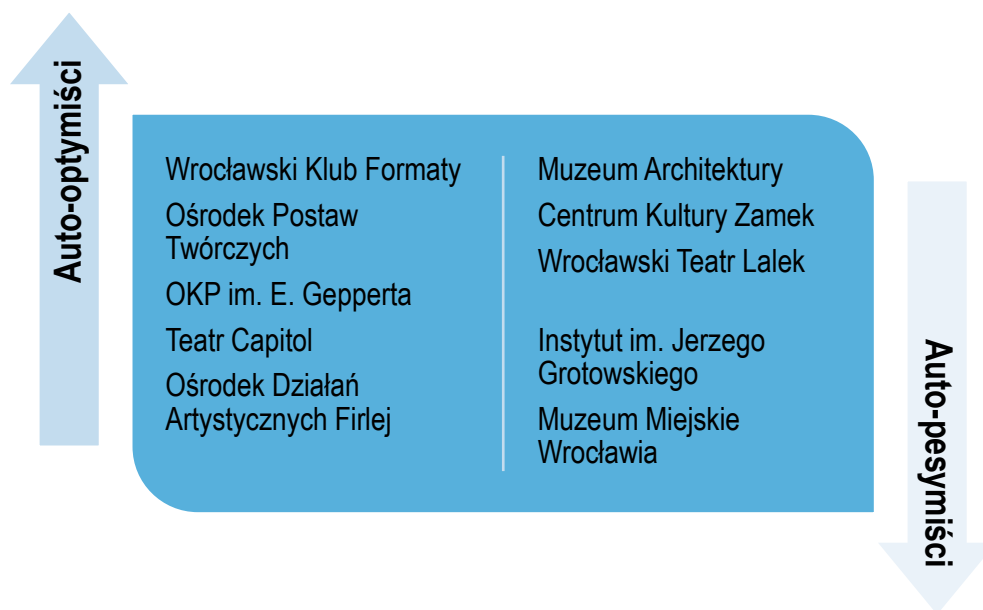 Auto-optymiści
Wrocławski Klub Formaty
Ośrodek Postaw
Twórczych
OKP im. E. Gepperta
Teatr Capitol
Ośrodek Działań
Artystycznych Firlej
Muzeum Architektury
Centrum Kultury Zamek
Wrocławski Teatr Lalek
Instytut im. Jerzego
Grotowskiego
Muzeum Miejskie
Wrocławia
Auto-pesymiści